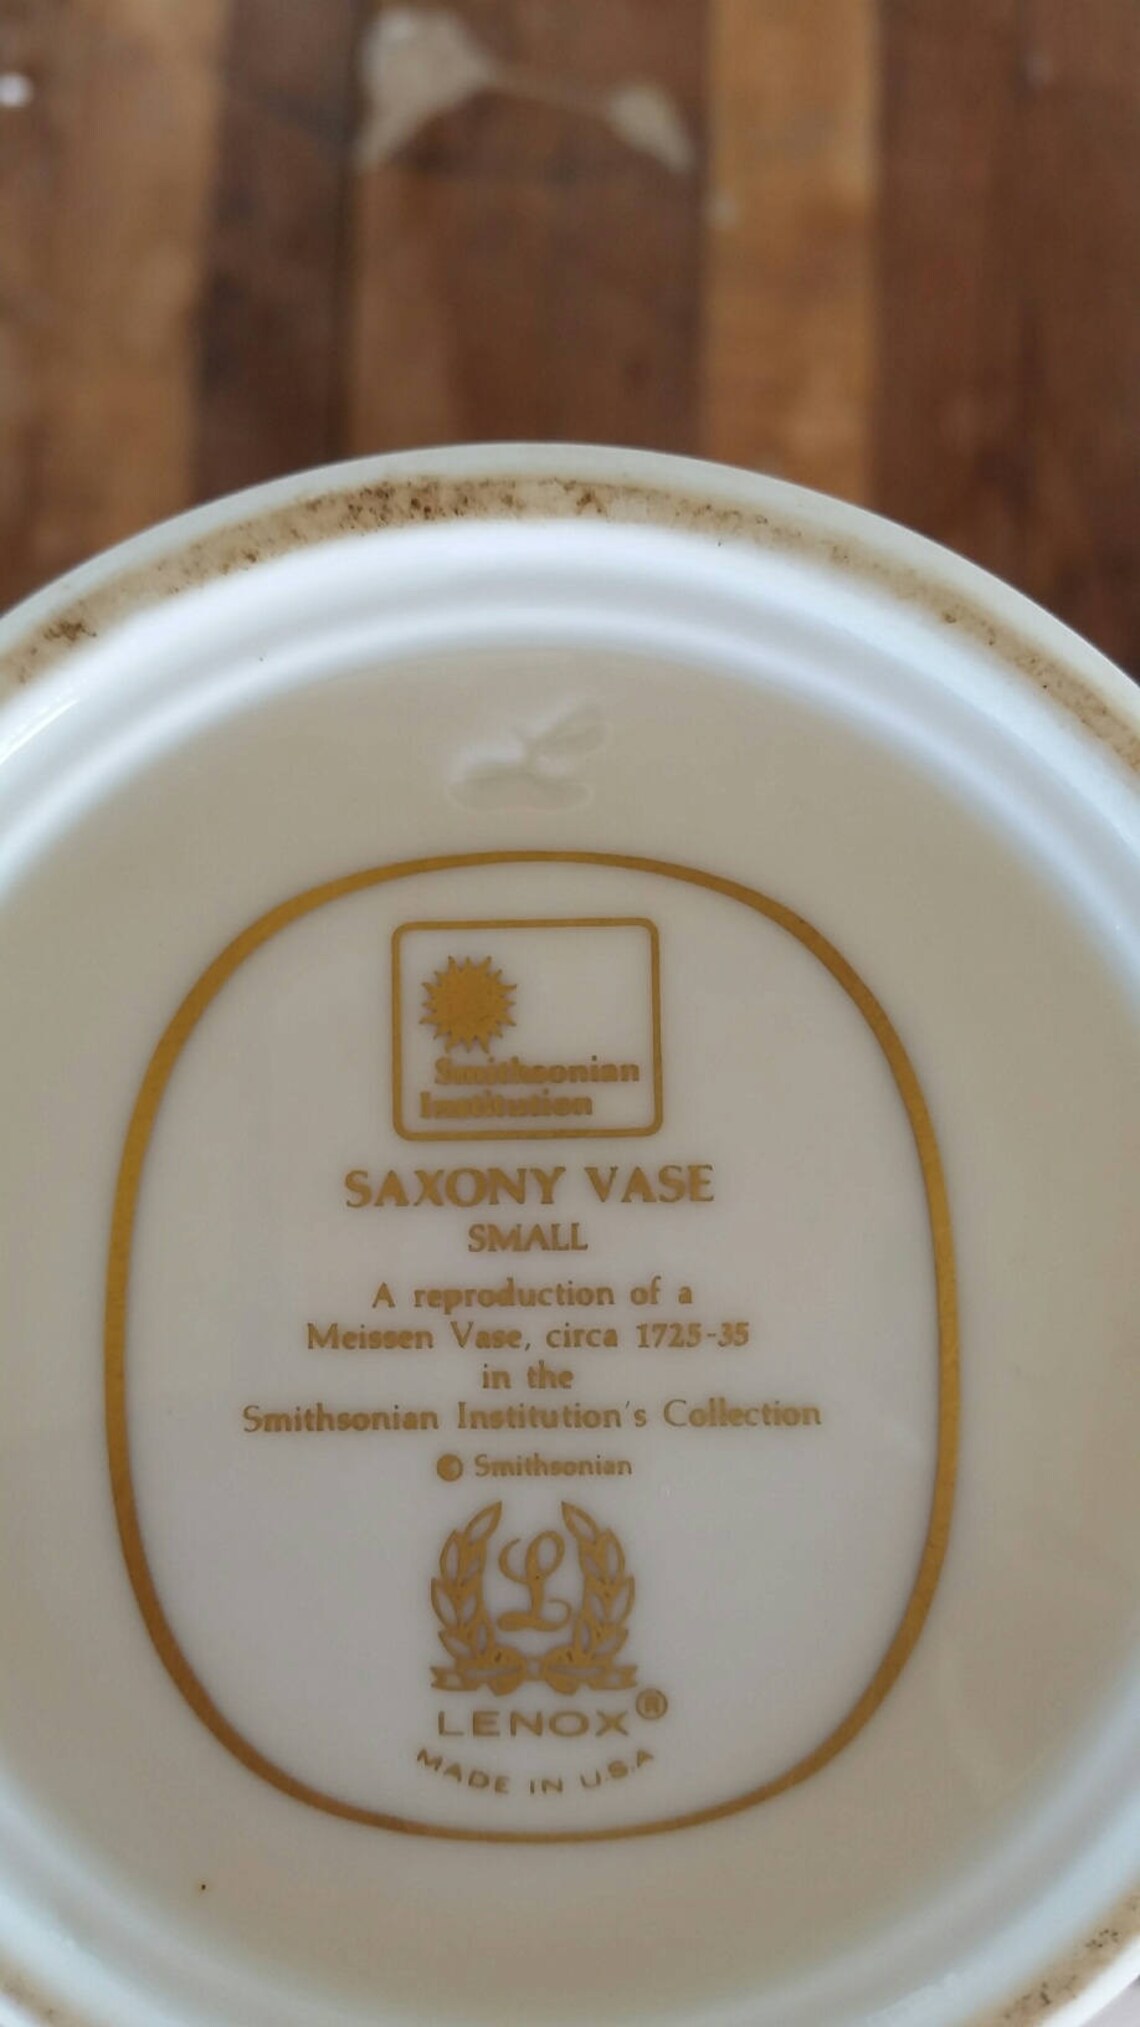 Smithsonian
Institution
SAXONY VASE
SMALL
A reproduction of a
Meissen Vase, circa 1725-35
in the
Smithsonian Institution's Collection
© Smithsonian
L
LENOX®
MADE IN U.S.A